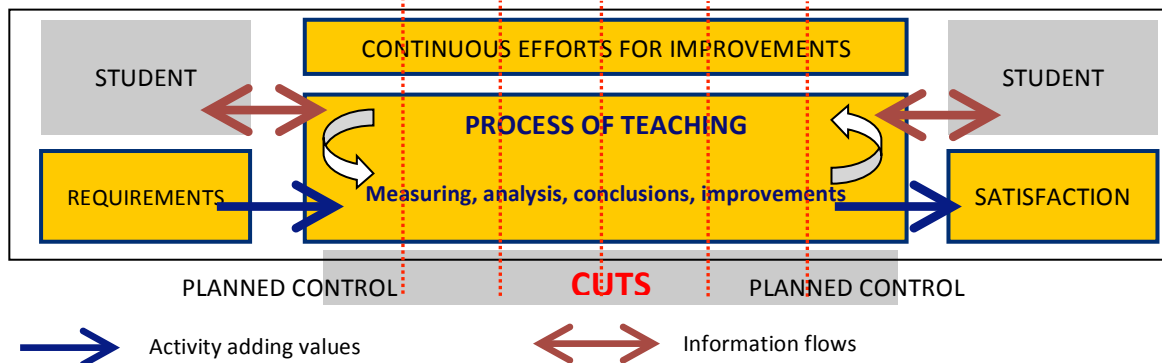 CONTINUOUS EFFORTS FOR IMPROVEMENTS
STUDENT
STUDENT
PROCESS OF TEACHING
REQUIREMENTS
Measuring, analysis, conclusions, improvements
SATISFACTION
PLANNED CONTROL
CUTS
PLANNED CONTROL
Activity adding values
Information flows